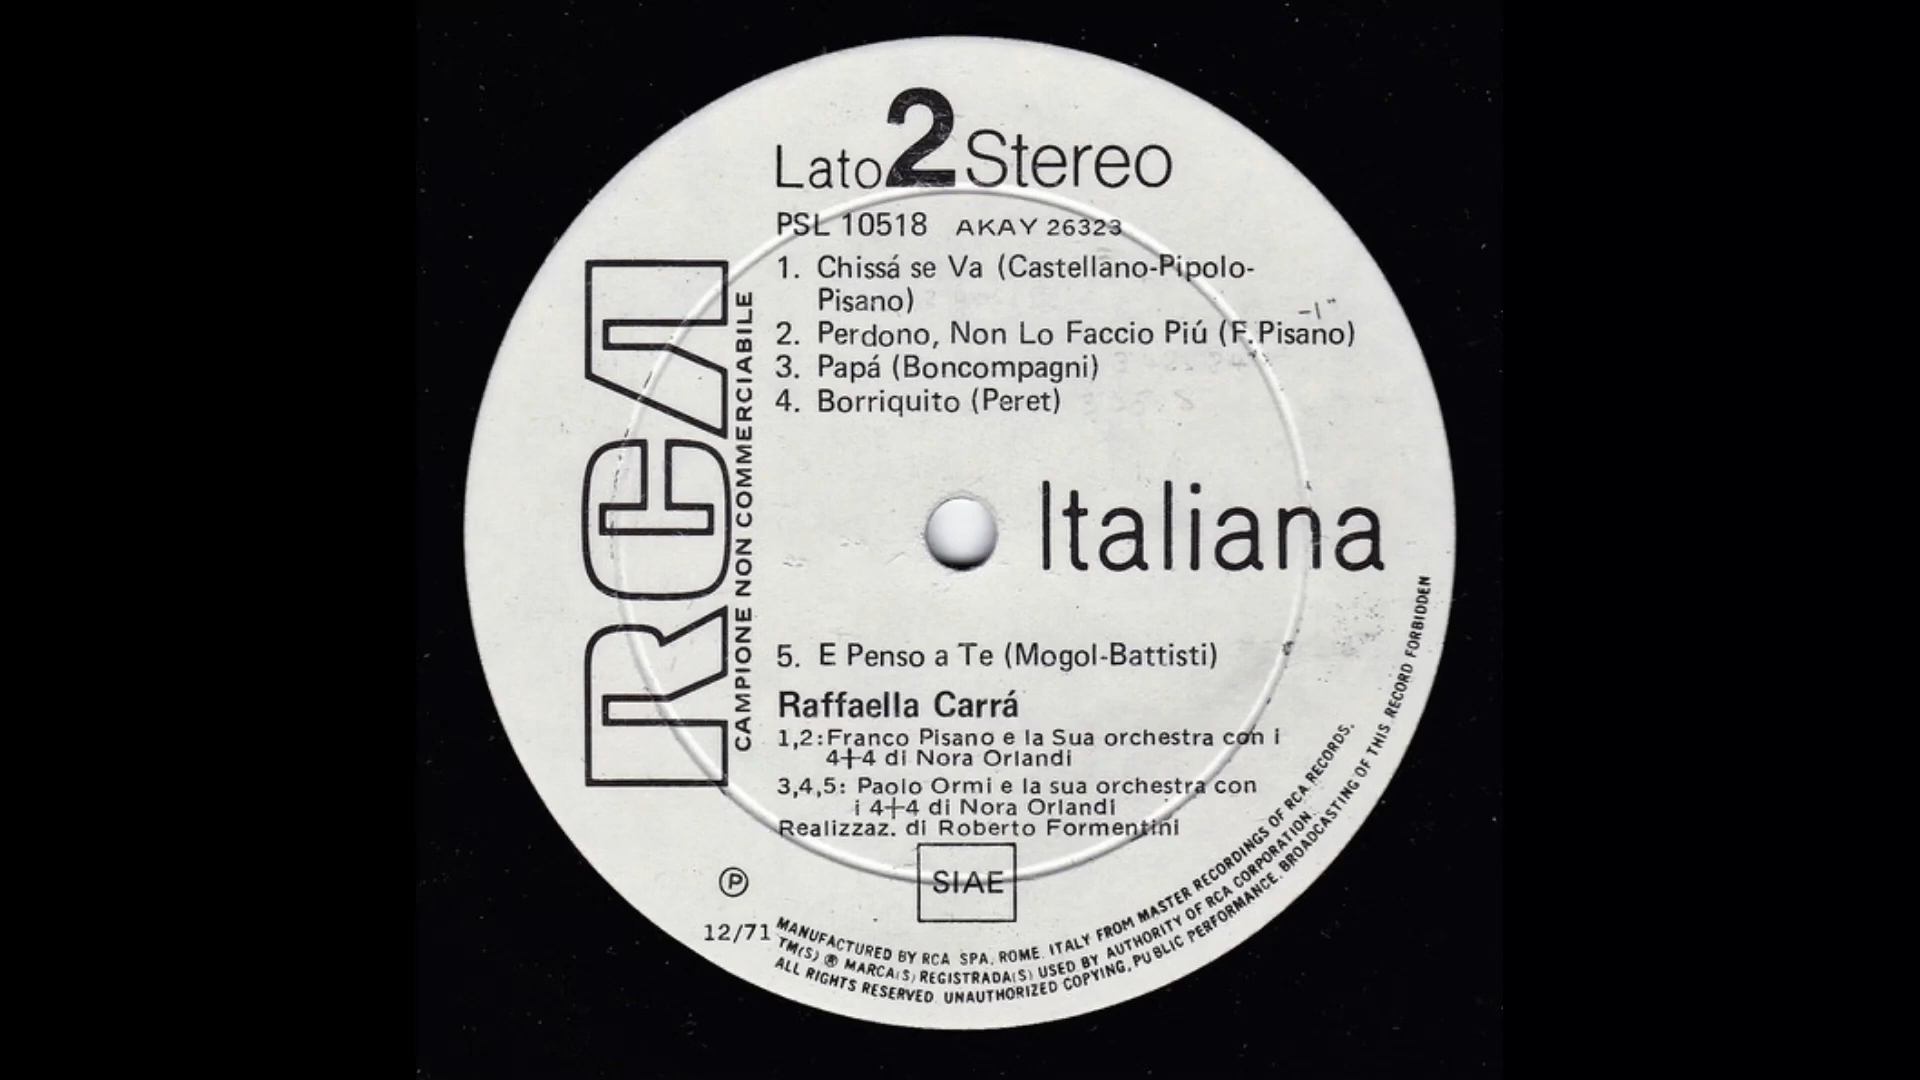 Lato 2 Stereo
PSL 10518 AKAY 26323
1. Chissá se Va (Castellano-Pipolo-
Pisano)
2. Perdono, Non Lo Faccio Piú (F.Pisano)
3. Papá (Boncompagni)
4. Borriquito (Peret)
RCA
CAMPIONE NON COMMERCIABILE
Italiana
5. E Penso a Te (Mogol-Battisti)
Raffaella Carrá
1,2:Franco Pisano e la Sua orchestra con i
4+4 di Nora Orlandi
3,4,5: Paolo Ormi e la sua orchestra con
i 4+4 di Nora Orlandi
Realizzaz. di Roberto Formentini
SIAE
Ⓟ
12/71
MANUFACTURED BY RCA SPA. ROME. ITALY FROM MASTER RECORDINGS OF RCA RECORDS.
TM(S) ® MARCA(S) REGISTRADA(S) USED BY AUTHORITY OF RCA CORPORATION.
ALL RIGHTS RESERVED. UNAUTHORIZED COPYING, PUBLIC PERFORMANCE. BROADCASTING OF THIS RECORD FORBIDDEN